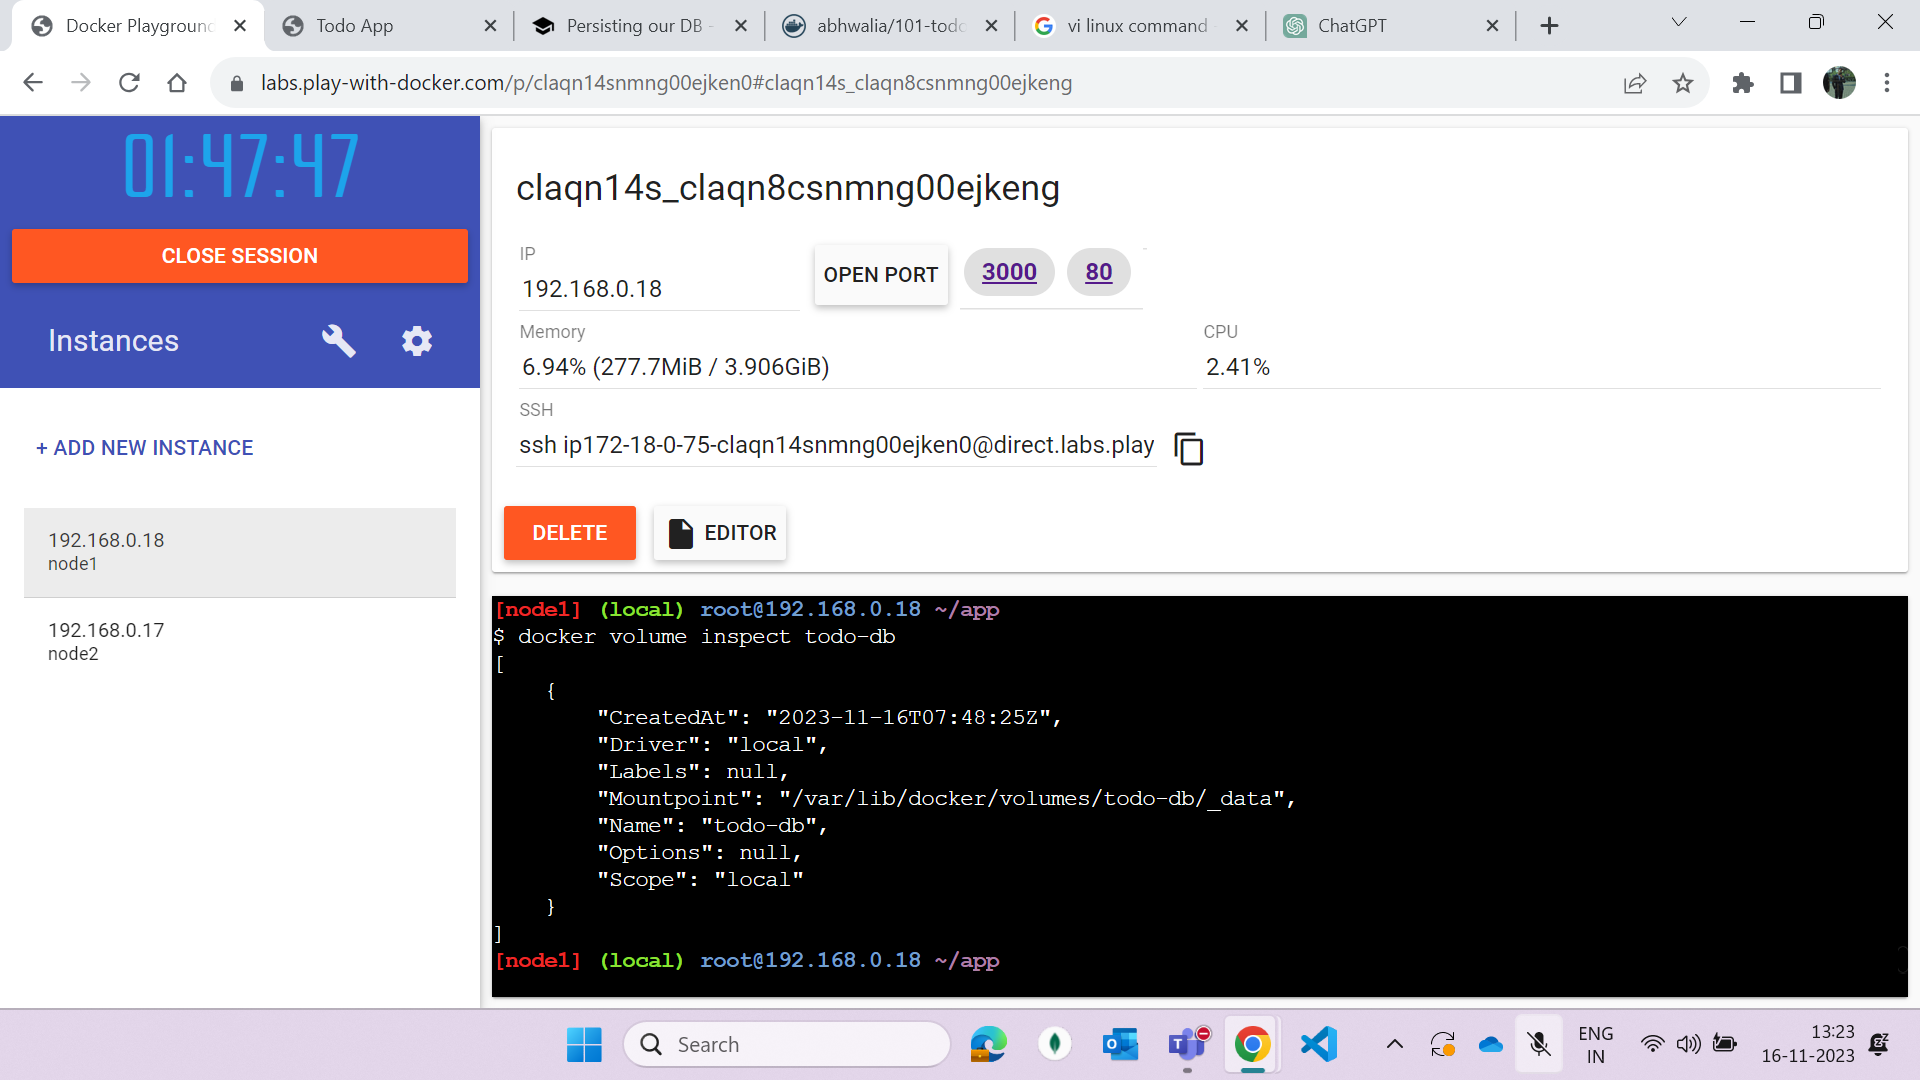 Docker Playground
Todo App
Persisting our DB -
abhwalia/101-todo
vi linux command
ChatGPT
labs.play-with-docker.com/p/claqn14snmng00ejken0#claqn14s_claqn8csnmng00ejkeng
01:47:47
CLOSE SESSION
Instances
+ ADD NEW INSTANCE
192.168.0.18
node1
192.168.0.17
node2
claqn14s_claqn8csnmng00ejkeng
IP
192.168.0.18
OPEN PORT
3000
80
Memory
6.94% (277.7MiB / 3.906GiB)
CPU
2.41%
SSH
ssh ip172-18-0-75-claqn14snmng00ejken0@direct.labs.play
DELETE
EDITOR
[node1] (local) root@192.168.0.18 ~/app
$ docker volume inspect todo-db
[
    {
        "CreatedAt": "2023-11-16T07:48:25Z",
        "Driver": "local",
        "Labels": null,
        "Mountpoint": "/var/lib/docker/volumes/todo-db/_data",
        "Name": "todo-db",
        "Options": null,
        "Scope": "local"
    }
]
[node1] (local) root@192.168.0.18 ~/app
Search
ENG
IN
13:23
16-11-2023